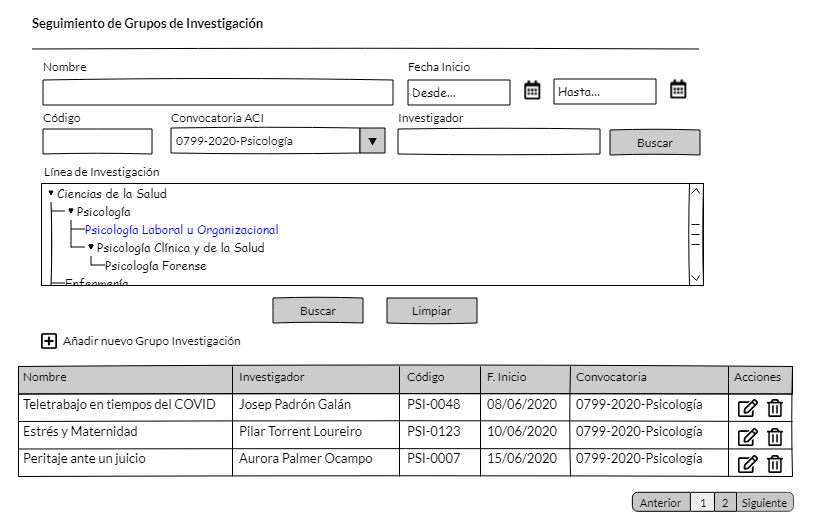 Seguimiento de Grupos de Investigación
Nombre Fecha Inicio
Desde... Hasta...
Código Convocatoria ACI Investigador
0799-2020-Psicología Buscar
Línea de Investigación
Ciencias de la Salud
Psicología
Psicología Laboral u Organizacional
Psicología Clínica y de la Salud
Psicología Forense
Enfermería
Buscar Limpiar
Añadir nuevo Grupo Investigación
Nombre Investigador Código F. Inicio Convocatoria Acciones
Teletrabajo en tiempos del COVID Josep Padrón Galán PSI-0048 08/06/2020 0799-2020-Psicología
Estrés y Maternidad Pilar Torrent Loureiro PSI-0123 10/06/2020 0799-2020-Psicología
Peritaje ante un juicio Aurora Palmer Ocampo PSI-0007 15/06/2020 0799-2020-Psicología
Anterior 1 2 Siguiente